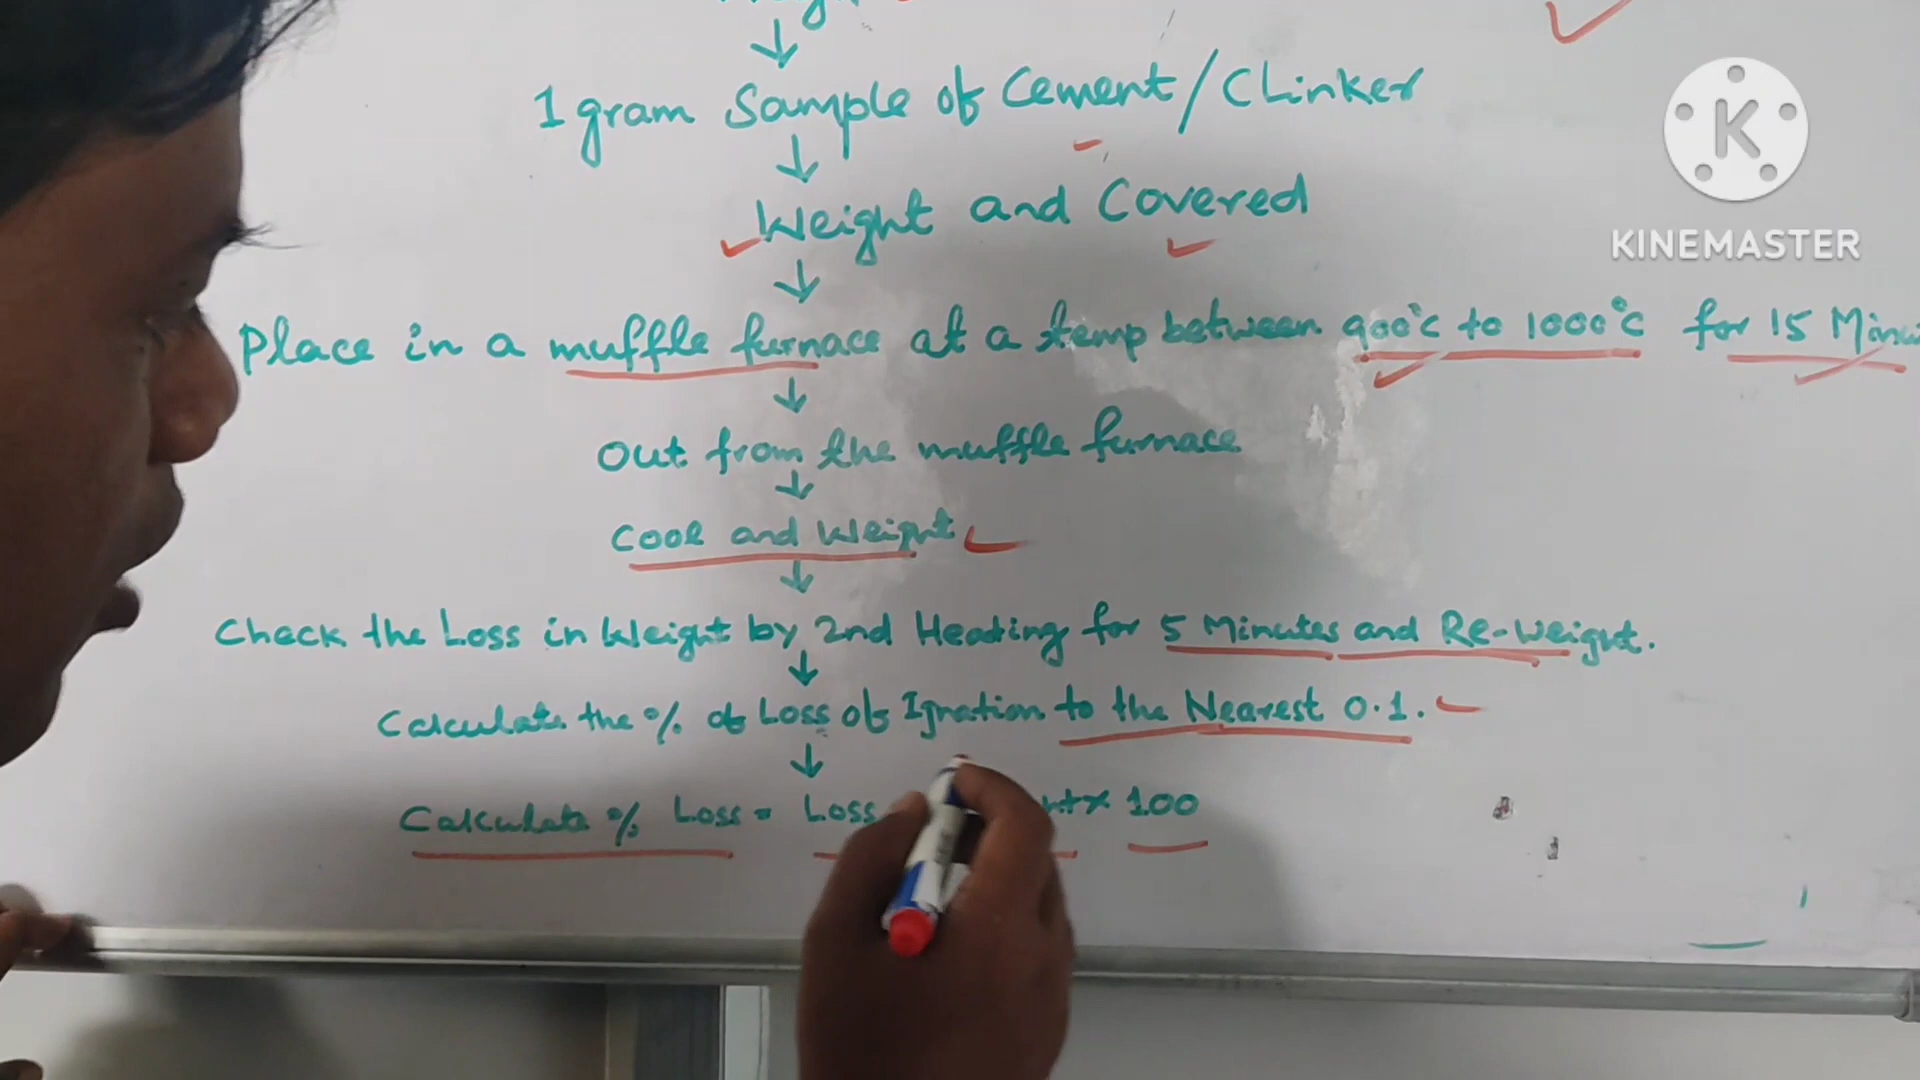 1 gram Sample of Cement/Clinker
Weight and Covered
K
KINEMASTER
Place in a muffle furnace at a temp between 900°C to 1000°C for 15
Out from the muffle furnace
Cool and Weight
Check the Loss in Weight by 2nd Heading for 5 Minutes and Re-Weight.
Calculate the % of Loss of Ignation to the Nearest 0.1.
Calculate % Loss = Loss × 100